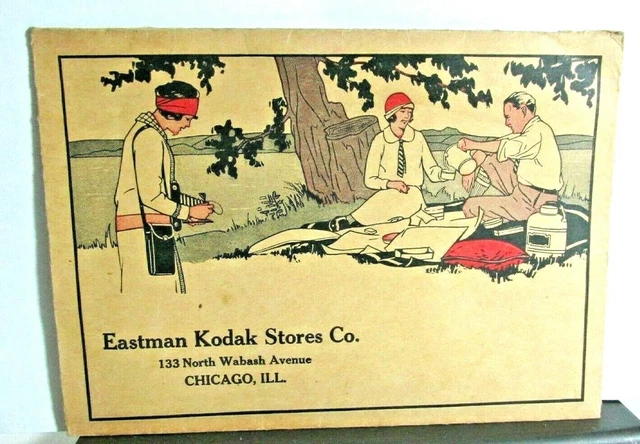 Eastman Kodak Stores Co.
133 North Wabash Avenue
CHICAGO, ILL.